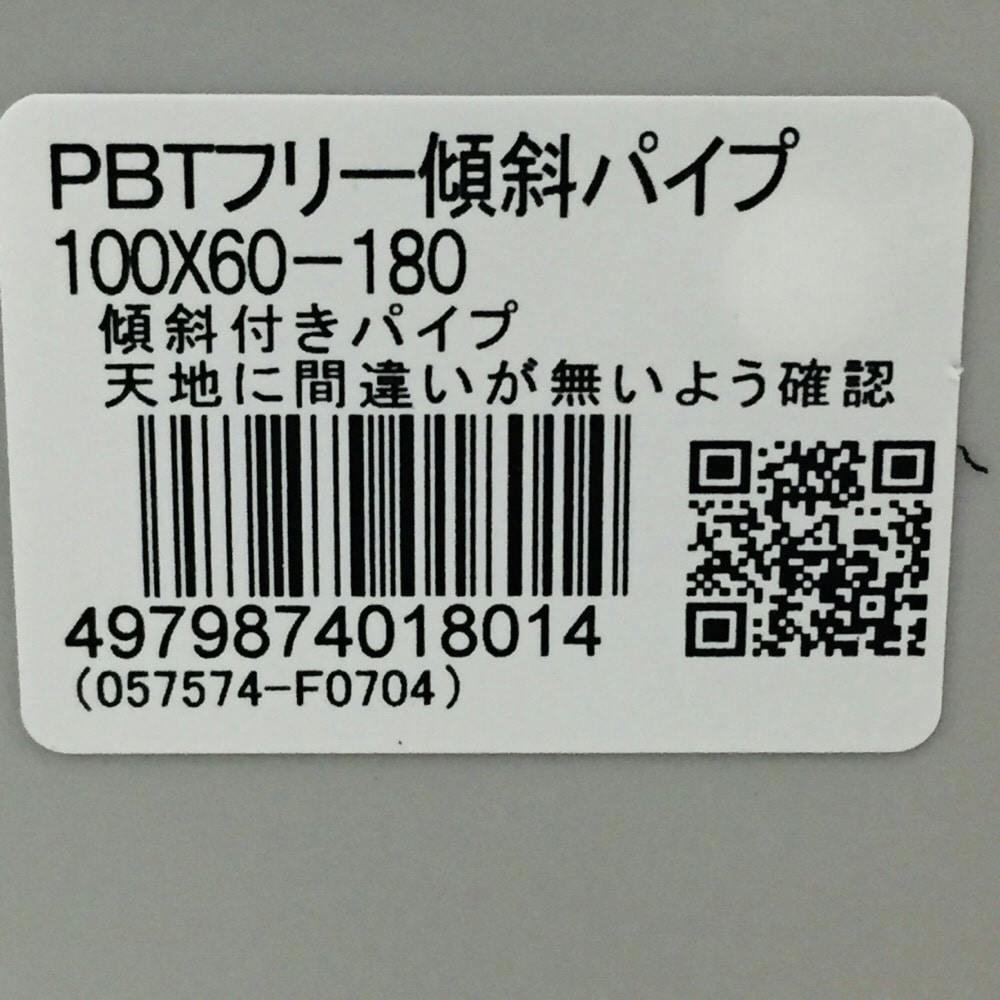 PBTフリー傾斜パイプ
100X60-180
傾斜付きパイプ
天地に間違いが無いよう確認
4979874018014
(057574-F0704)